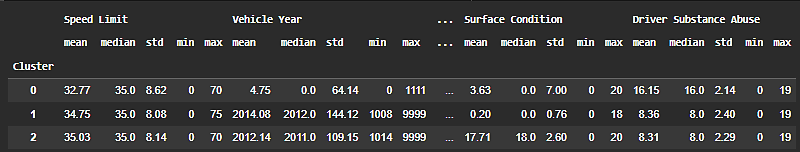 Speed Limit Vehicle Year ... Surface Condition Driver Substance Abuse
mean median std min max mean median std min max ... mean median std min max mean median std min max
Cluster
0 32.77 35.0 8.62 0 70 4.75 0.0 64.14 0 1111 ... 3.63 0.0 7.00 0 20 16.15 16.0 2.14 0 19
1 34.75 35.0 8.08 0 75 2014.08 2012.0 144.12 1008 9999 ... 0.20 0.0 0.76 0 18 8.36 8.0 2.40 0 19
2 35.03 35.0 8.14 0 70 2012.14 2011.0 109.15 1014 9999 ... 17.71 18.0 2.60 0 20 8.31 8.0 2.29 0 19